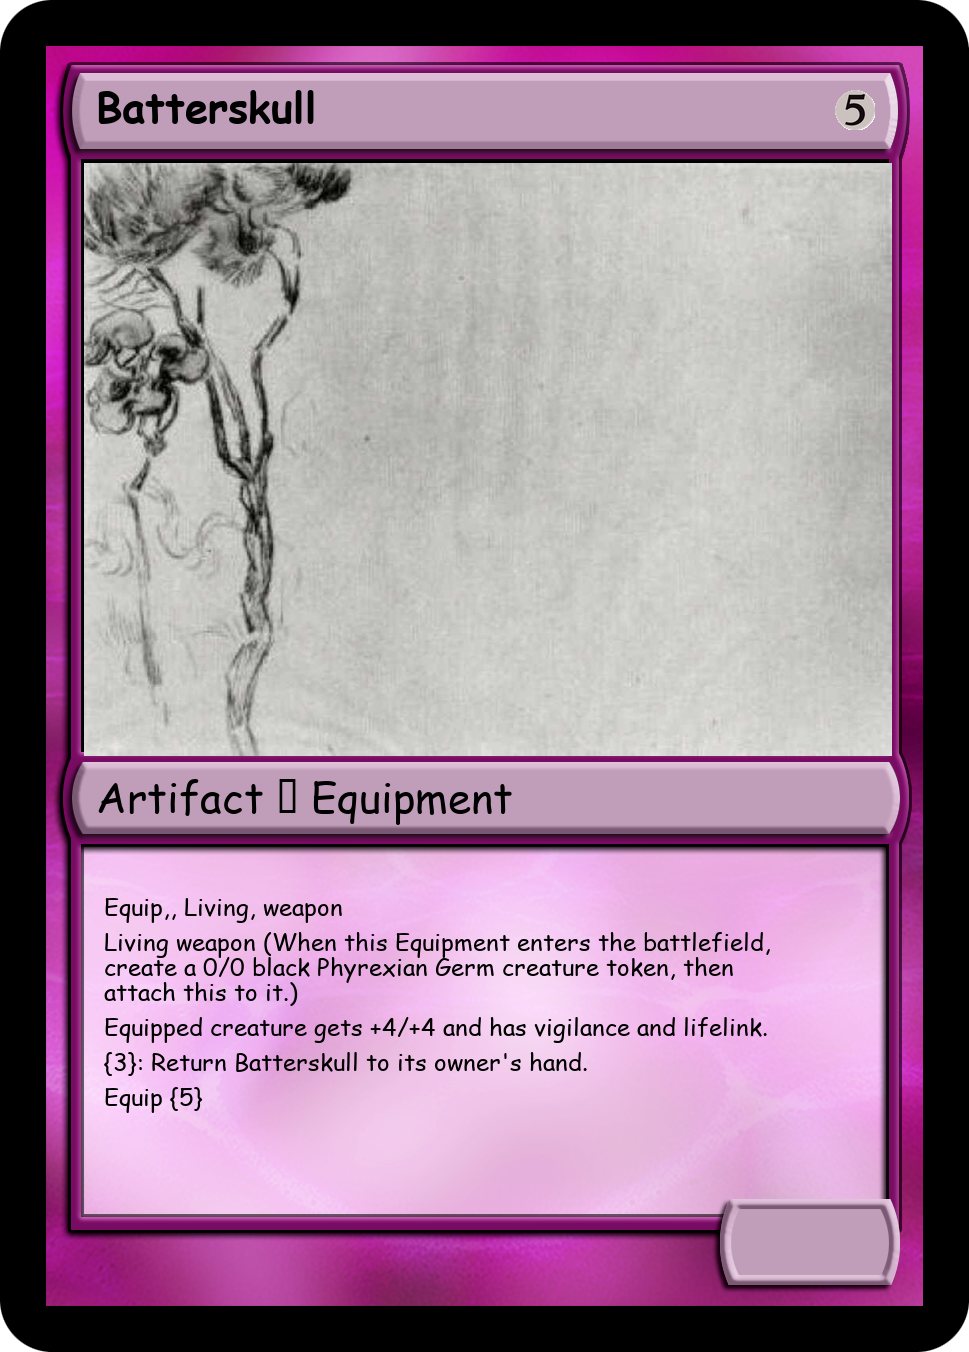 Batterskull
5
Artifact ▯ Equipment
Equip,, Living, weapon
Living weapon (When this Equipment enters the battlefield,
create a 0/0 black Phyrexian Germ creature token, then
attach this to it.)
Equipped creature gets +4/+4 and has vigilance and lifelink.
{3}: Return Batterskull to its owner's hand.
Equip {5}